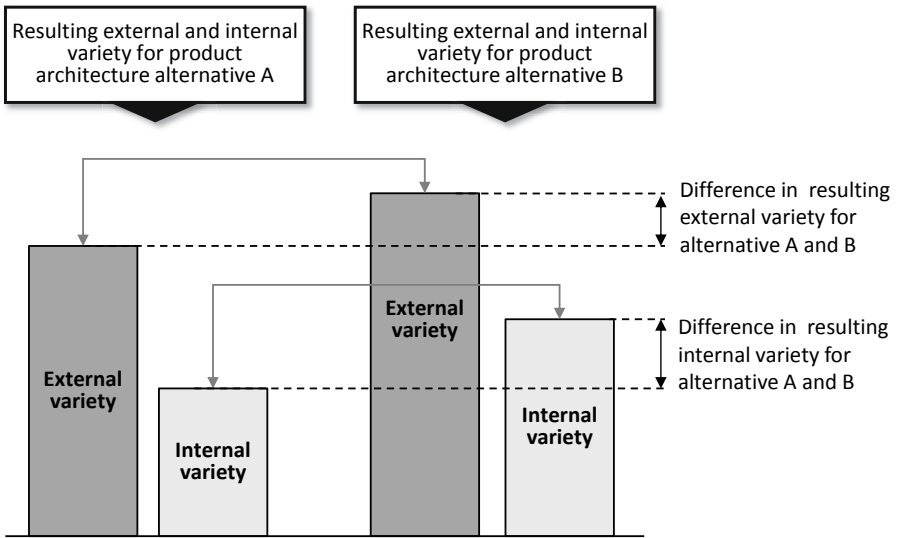 Resulting external and internal
variety for product
architecture alternative A
Resulting external and internal
variety for product
architecture alternative B
Difference in resulting
external variety for
alternative A and B
External
variety
Difference in resulting
internal variety for
alternative A and B
External
variety
Internal
variety
Internal
variety